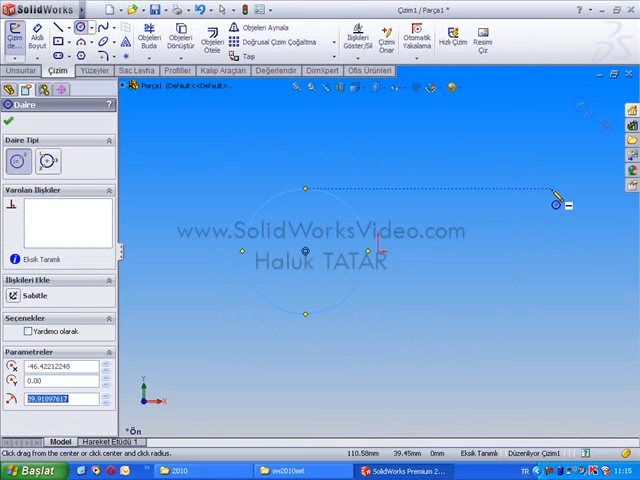 SolidWorks
Çizim1 / Parça1 *
Çizim de...
Akıllı Boyut
Objeleri Buda
Objeleri Dönüştür
Objeleri Ötele
Objeleri Aynala
Doğrusal Çizim Çoğaltma
Objeleri Taşı
İlişkileri Göster/Sil
Çizimi Onar
Otomatik Yakalama
Hızlı Çizim
Resimi Çiz
Unsurlar
Çizim
Yüzeyler
Sac Levha
Profiller
Kalıp Araçları
Değerlendir
DimXpert
Ofis Ürünleri
Parça1 (Default<<Default>...
Daire
Daire Tipi
Varolan İlişkiler
Eksik Tanımlı
İlişkileri Ekle
Sabitle
Seçenekler
Yardımcı olarak
Parametreler
-46.42212248
0.00
39.91897617
www.SolidWorksVideo.com
Haluk TATAR
Y
X
*Ön
Model
Hareket Etüdü 1
Click drag from the center or click center and click radius.
110.58mm
39.45mm
0mm
Eksik Tanımlı
Düzenliyor Çizim1
Başlat
2010
sw2010set
SolidWorks Premium 2...
TR
11:15